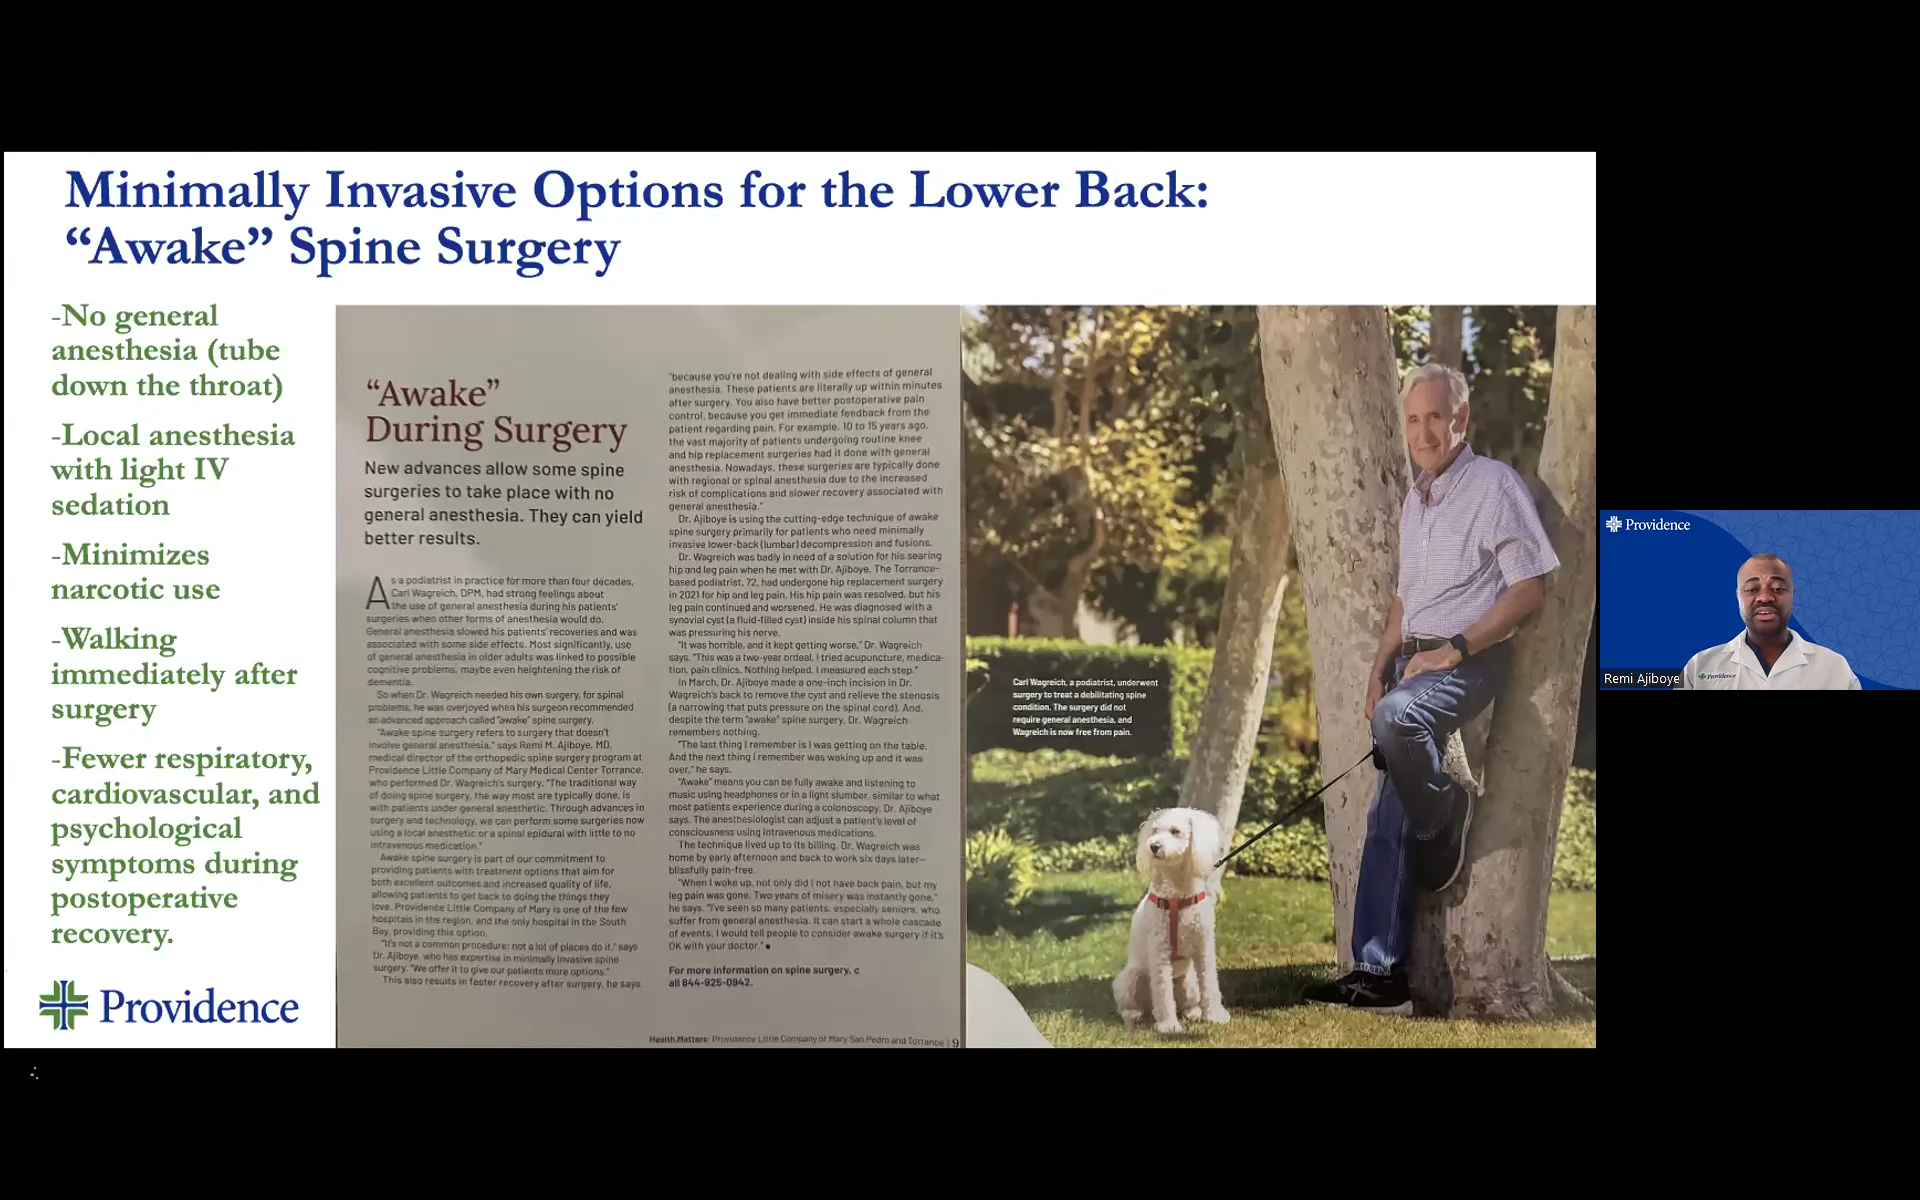 Minimally Invasive Options for the Lower Back:
“Awake” Spine Surgery
-No general
anesthesia (tube
down the throat)
-Local anesthesia
with light IV
sedation
-Minimizes
narcotic use
-Walking
immediately after
surgery
-Fewer respiratory,
cardiovascular, and
psychological
symptoms during
postoperative
recovery.
Providence
“Awake”
During Surgery
New advances allow some spine
surgeries to take place with no
general anesthesia. They can yield
better results.
As a podiatrist in practice for more than four decades,
Carl Wagreich, DPM, had strong feelings about
the use of general anesthesia during his patients’
surgeries when other forms of anesthesia would do.
General anesthesia slowed his patients’ recoveries and was
associated with some side effects. Most significantly, use
of general anesthesia in older adults was linked to possible
cognitive problems, maybe even heightening the risk of
dementia.
So when Dr. Wagreich needed his own surgery, for spinal
problems, he was overjoyed when his surgeon recommended
an advanced approach called “awake” spine surgery.
“Awake spine surgery refers to surgery that doesn’t
involve general anesthesia,” says Remi M. Ajiboye, MD,
medical director of the orthopedic spine surgery program at
Providence Little Company of Mary Medical Center Torrance,
who performed Dr. Wagreich’s surgery. “The traditional way
of doing spine surgery, the way most are typically done, is
with patients under general anesthetic. Through advances in
surgery and technology, we can perform some surgeries now
using a local anesthetic or a spinal epidural with little to no
intravenous medication.”
Awake spine surgery is part of our commitment to
providing patients with treatment options that aim for
both excellent outcomes and increased quality of life,
allowing patients to get back to doing the things they
love. Providence Little Company of Mary is one of the few
hospitals in the region, and the only hospital in the South
Bay, providing this option.
“It’s not a common procedure; not a lot of places do it,” says
Dr. Ajiboye, who has expertise in minimally invasive spine
surgery. “We offer it to give our patients more options.”
This also results in faster recovery after surgery, he says,
“because you’re not dealing with side effects of general
anesthesia. These patients are literally up within minutes
after surgery. You also have better postoperative pain
control, because you get immediate feedback from the
patient regarding pain. For example, 10 to 15 years ago,
the vast majority of patients undergoing routine knee
and hip replacement surgeries had it done with general
anesthesia. Nowadays, these surgeries are typically done
with regional or spinal anesthesia due to the increased
risk of complications and slower recovery associated with
general anesthesia.”
Dr. Ajiboye is using the cutting-edge technique of awake
spine surgery primarily for patients who need minimally
invasive lower-back (lumbar) decompression and fusions.
Dr. Wagreich was badly in need of a solution for his searing
hip and leg pain when he met with Dr. Ajiboye. The Torrance-
based podiatrist, 72, had undergone hip replacement surgery
in 2021 for hip and leg pain. His hip pain was resolved, but his
leg pain continued and worsened. He was diagnosed with a
synovial cyst (a fluid-filled cyst) inside his spinal column that
was pressuring his nerve.
“It was horrible, and it kept getting worse,” Dr. Wagreich
says. “This was a two-year ordeal. I tried acupuncture, medica-
tion, pain clinics. Nothing helped. I measured each step.”
In March, Dr. Ajiboye made a one-inch incision in Dr.
Wagreich’s back to remove the cyst and relieve the stenosis
(a narrowing that puts pressure on the spinal cord). And,
despite the term “awake” spine surgery, Dr. Wagreich
remembers nothing.
“The last thing I remember is I was getting on the table.
And the next thing I remember was waking up and it was
over,” he says.
“Awake” means you can be fully awake and listening to
music using headphones or in a light slumber, similar to what
most patients experience during a colonoscopy, Dr. Ajiboye
says. The anesthesiologist can adjust a patient’s level of
consciousness using intravenous medications.
The technique lived up to its billing. Dr. Wagreich was
home by early afternoon and back to work six days later—
blissfully pain-free.
“When I woke up, not only did I not have back pain, but my
leg pain was gone. Two years of misery was instantly gone,”
he says. “I’ve seen so many patients, especially seniors, who
suffer from general anesthesia. It can start a whole cascade
of events. I would tell people to consider awake surgery if it’s
OK with your doctor.” ●
For more information on spine surgery, c
all 844-925-0942.
Health Matters: Providence Little Company of Mary San Pedro and Torrance | 9
Carl Wagreich, a podiatrist, underwent
surgery to treat a debilitating spine
condition. The surgery did not
require general anesthesia, and
Wagreich is now free from pain.
Providence
Providence
Remi Ajiboye